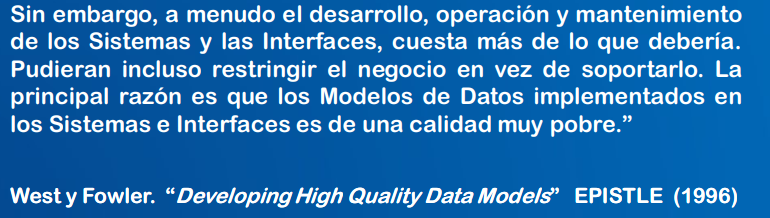 Sin embargo, a menudo el desarrollo, operación y mantenimiento
de los Sistemas y las Interfaces, cuesta más de lo que debería.
Pudieran incluso restringir el negocio en vez de soportarlo. La
principal razón es que los Modelos de Datos implementados en
los Sistemas e Interfaces es de una calidad muy pobre.”
West y Fowler. “Developing High Quality Data Models” EPISTLE (1996)